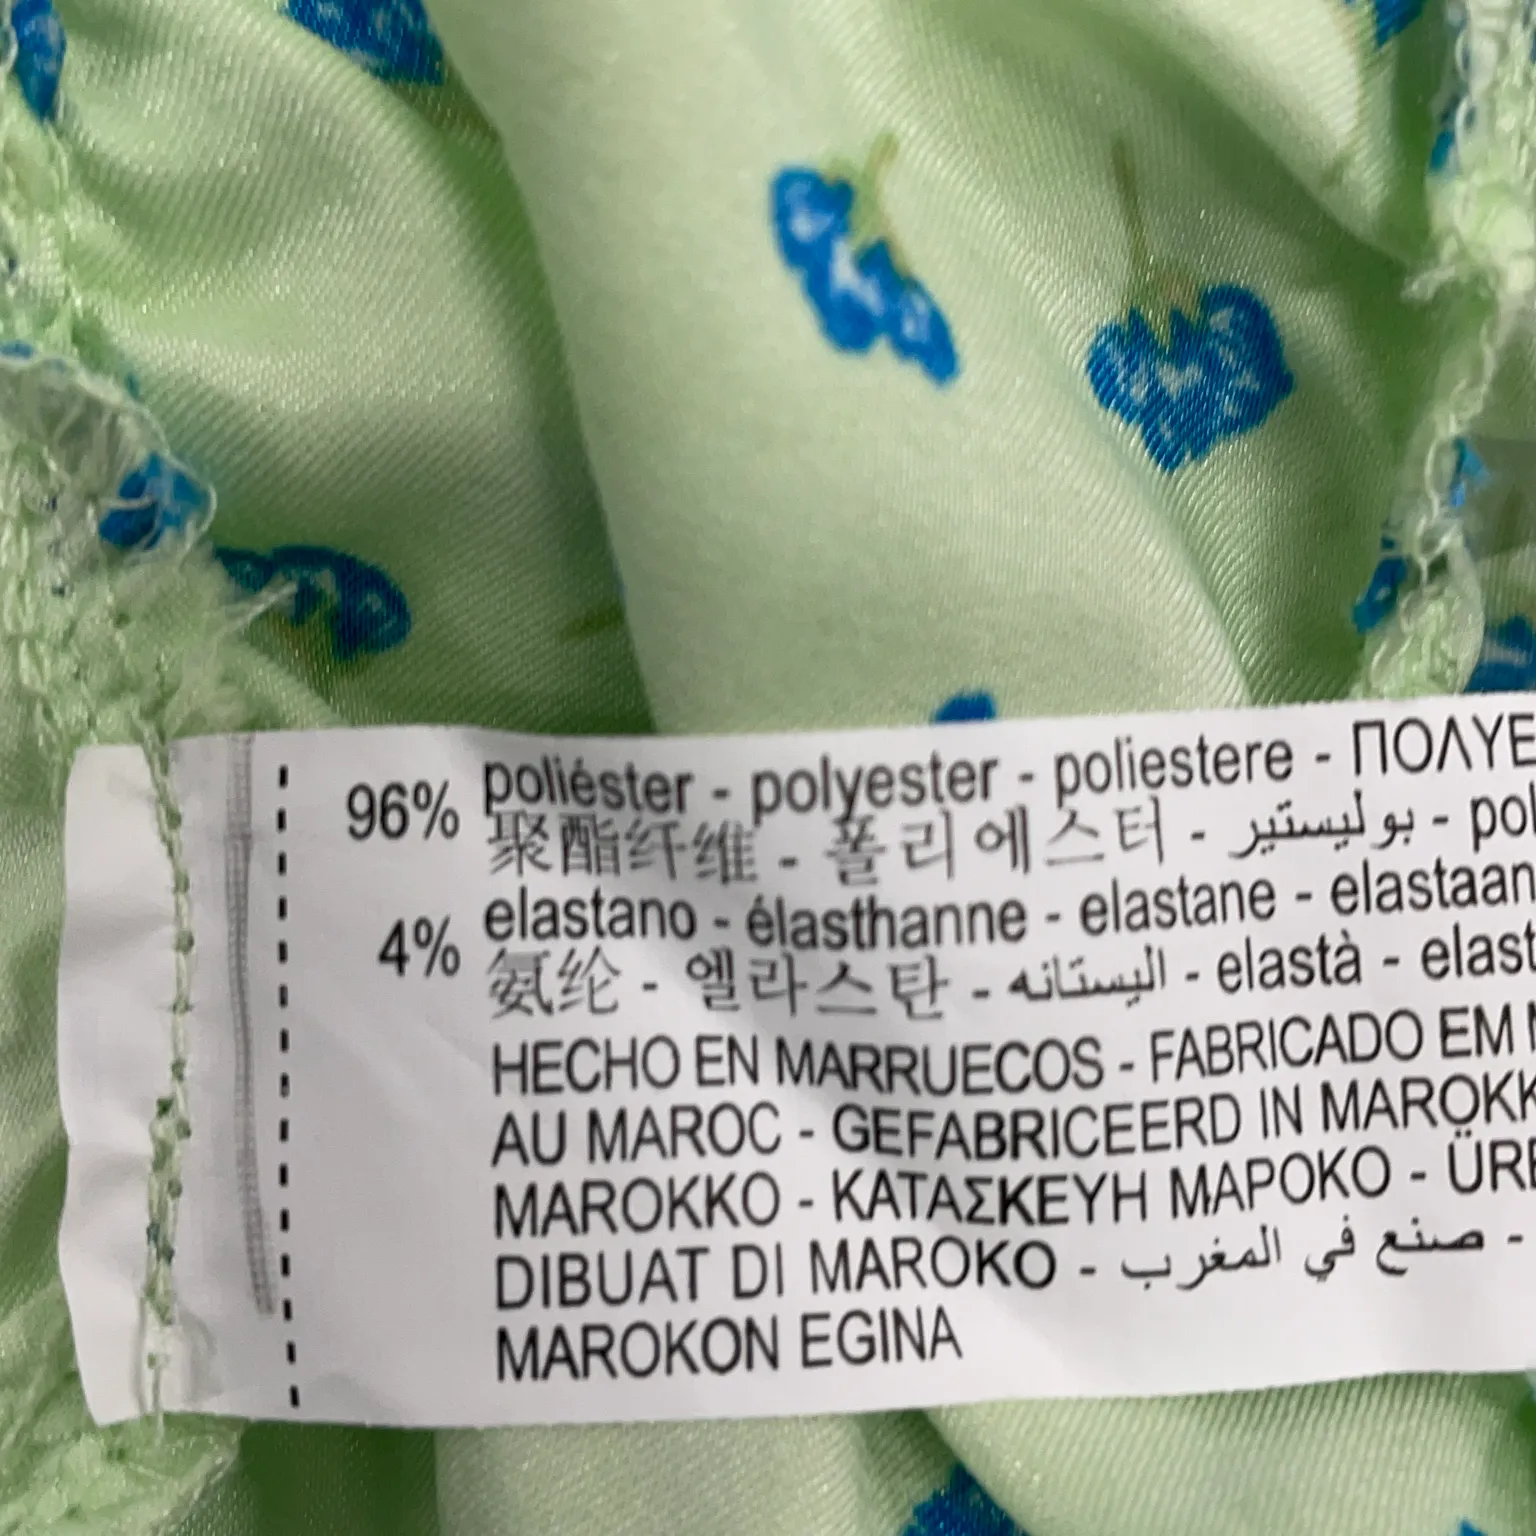 96% poliéster - polyester - poliestere - ΠΟΛΥΕ
聚酯纤维 - 폴리에스터 - بوليستير - pol
4% elastano - élasthanne - elastane - elastaan
氨纶 - 엘라스탄 - اليستانه - elastà - elast
HECHO EN MARRUECOS - FABRICADO EM
AU MAROC - GEFABRICEERD IN MAROKK
MAROKKO - ΚΑΤΑΣΚΕΥΗ ΜΑΡΟΚΟ - ÜRE
DIBUAT DI MAROKO - صنع في المغرب -
MAROKON EGINA